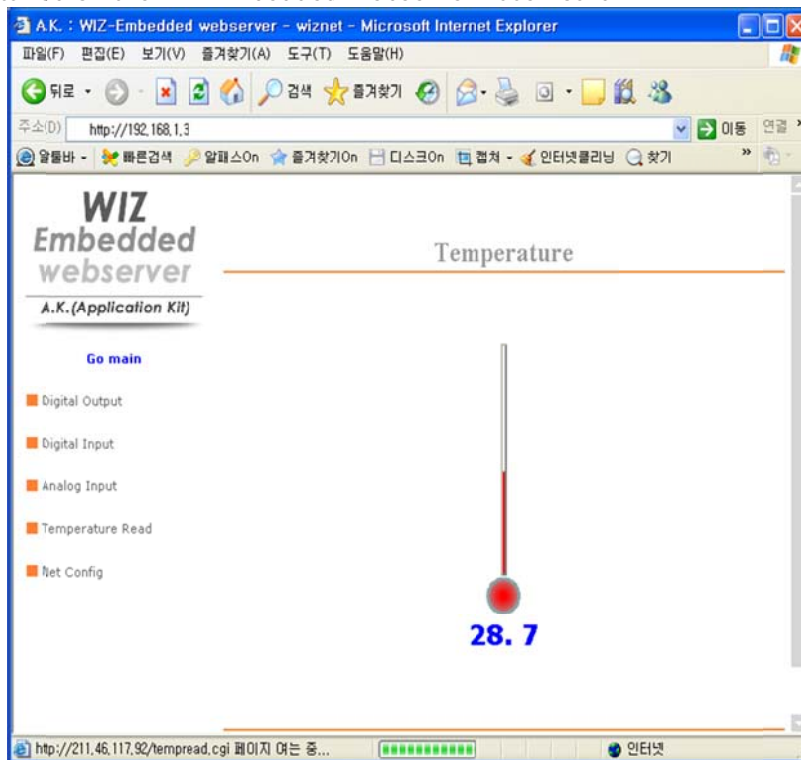 A.K. : WIZ-Embedded webserver - wiznet - Microsoft Internet Explorer
파일(F) 편집(E) 보기(V) 즐겨찾기(A) 도구(T) 도움말(H)
뒤로 검색 즐겨찾기
주소(D) http://192,168,1,3 이동 연결 »
알툴바 - 빠른검색 알패스On 즐겨찾기On 디스크On 캡쳐 - 인터넷클리닝 찾기 »
WIZ
Embedded
webserver
A.K.(Application Kit)
Temperature
Go main
Digital Output
Digital Input
Analog Input
Temperature Read
Net Config
28. 7
http://211,46,117,92/tempread,cgi 페이지 여는 중... 인터넷